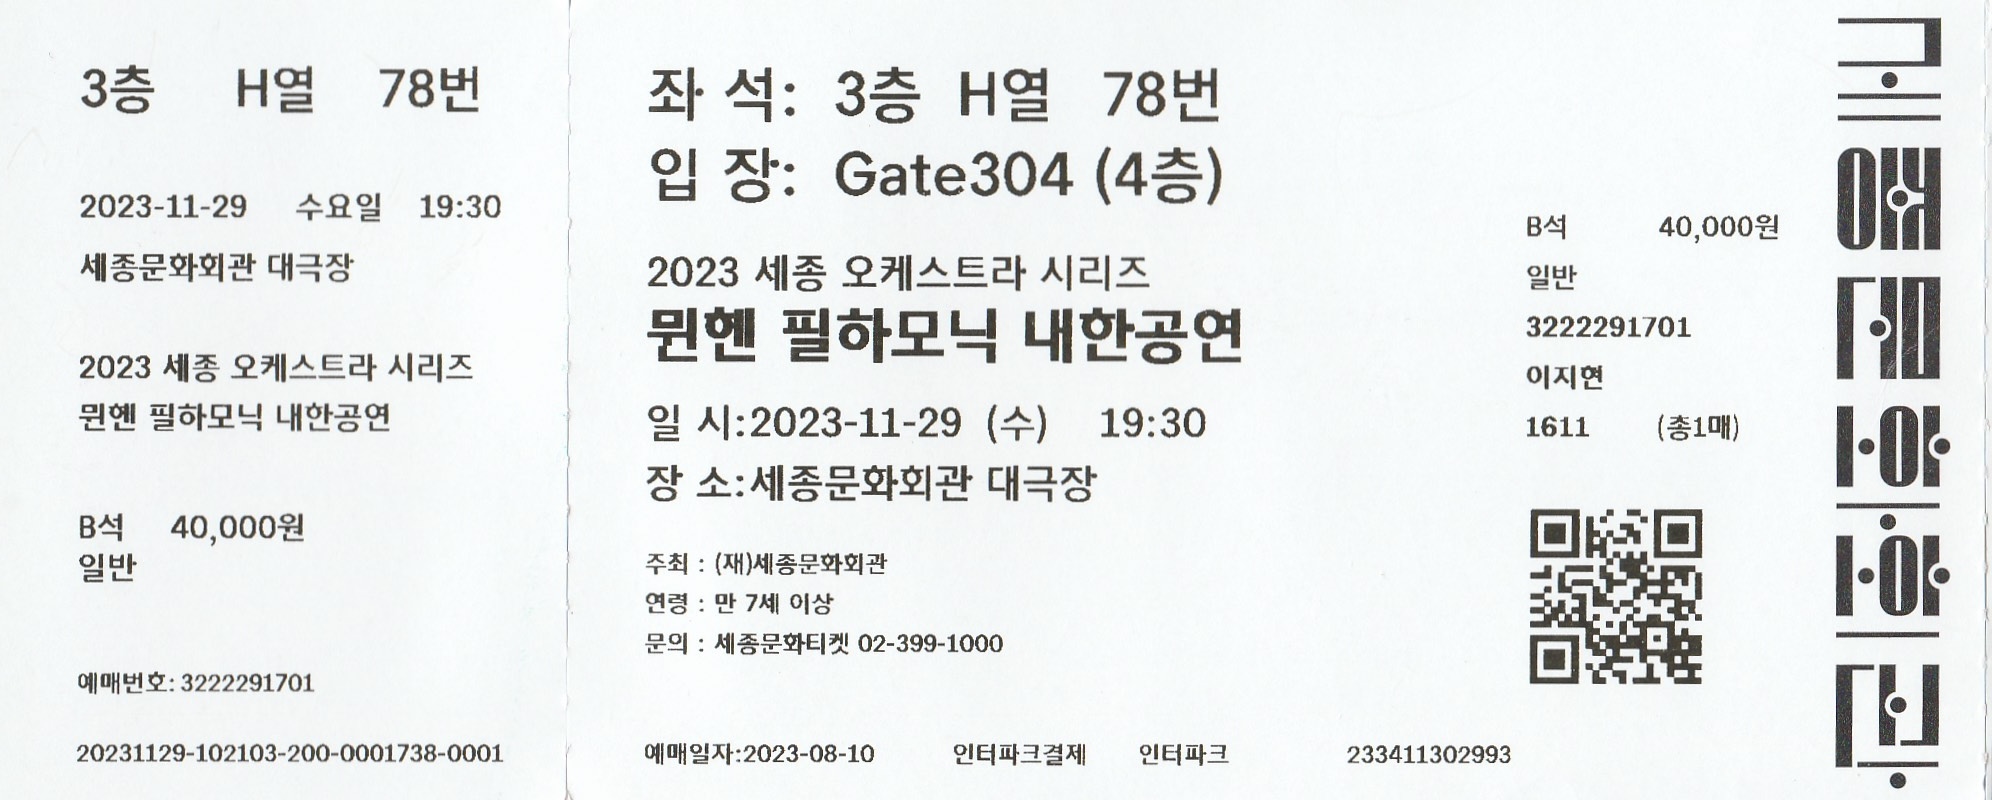 3층 H열 78번
2023-11-29 수요일 19:30
세종문화회관 대극장
2023 세종 오케스트라 시리즈
뮌헨 필하모닉 내한공연
B석 40,000원
일반
예매번호: 3222291701
20231129-102103-200-0001738-0001
좌 석: 3층 H열 78번
입 장: Gate304 (4층)
2023 세종 오케스트라 시리즈
뮌헨 필하모닉 내한공연
일 시:2023-11-29 (수) 19:30
장 소:세종문화회관 대극장
주최 : (재)세종문화회관
연령 : 만 7세 이상
문의 : 세종문화티켓 02-399-1000
예매일자:2023-08-10 인터파크결제 인터파크 233411302993
B석 40,000원
일반
3222291701
이지현
1611 (총1매)